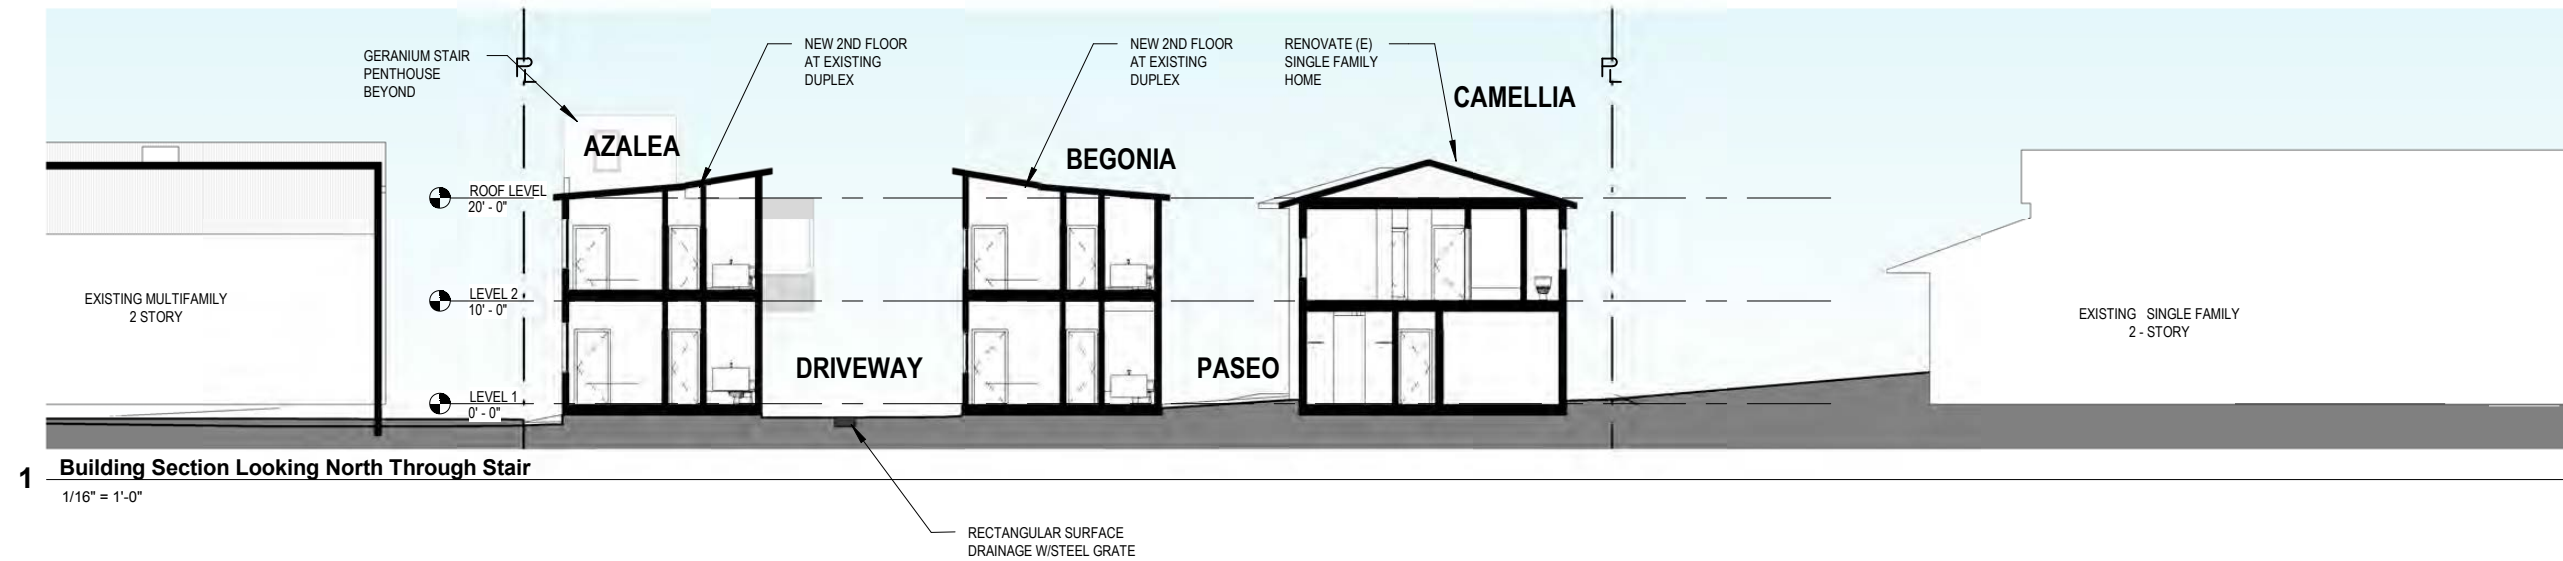 GERANIUM STAIR
PENTHOUSE
BEYOND
PL
NEW 2ND FLOOR
AT EXISTING
DUPLEX
NEW 2ND FLOOR
AT EXISTING
DUPLEX
RENOVATE (E)
SINGLE FAMILY
HOME
PL
CAMELLIA
AZALEA
BEGONIA
ROOF LEVEL
20' - 0"
LEVEL 2
10' - 0"
EXISTING MULTIFAMILY
2 STORY
EXISTING SINGLE FAMILY
2 - STORY
DRIVEWAY
PASEO
LEVEL 1
0' - 0"
1 Building Section Looking North Through Stair
1/16" = 1'-0"
RECTANGULAR SURFACE
DRAINAGE W/STEEL GRATE